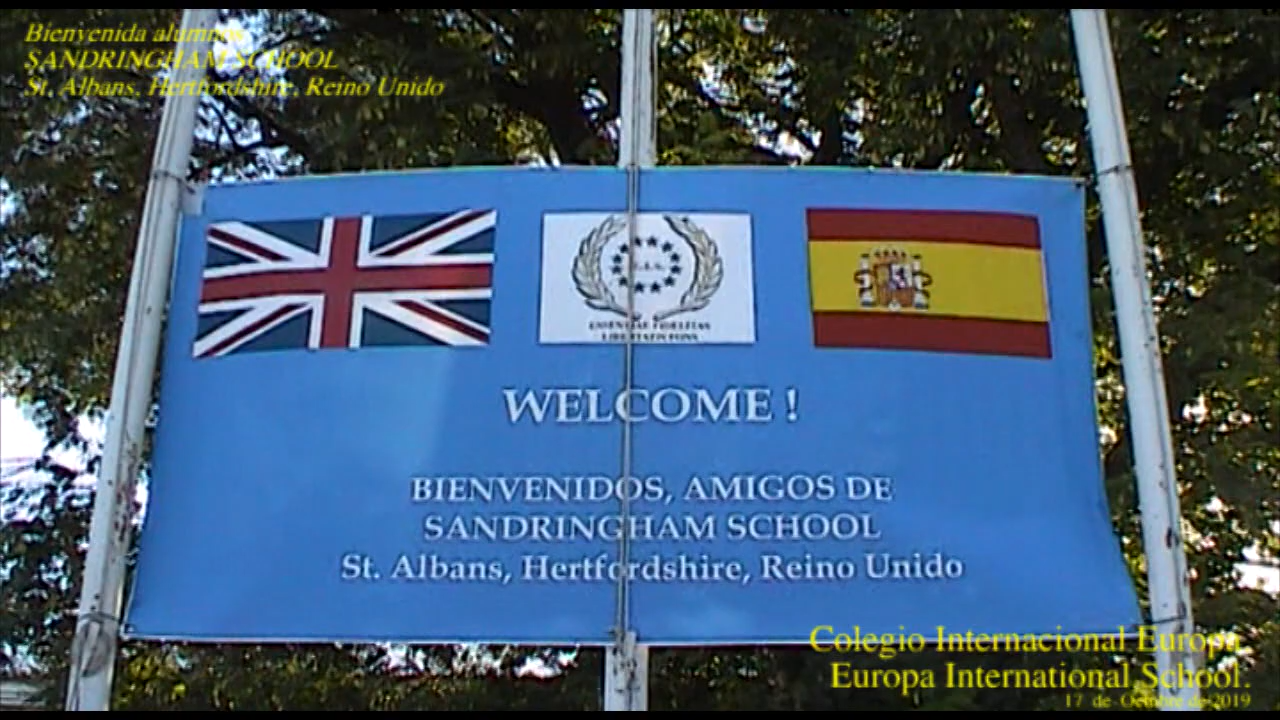 Bienvenida alumnos
SANDRINGHAM SCHOOL
St. Albans, Hertfordshire, Reino Unido
E.I.S.
FIDELITAS
WELCOME !
BIENVENIDOS, AMIGOS DE
SANDRINGHAM SCHOOL
St. Albans, Hertfordshire, Reino Unido
Colegio Internacional Europa
Europa International School.
17 de Octubre de 2019